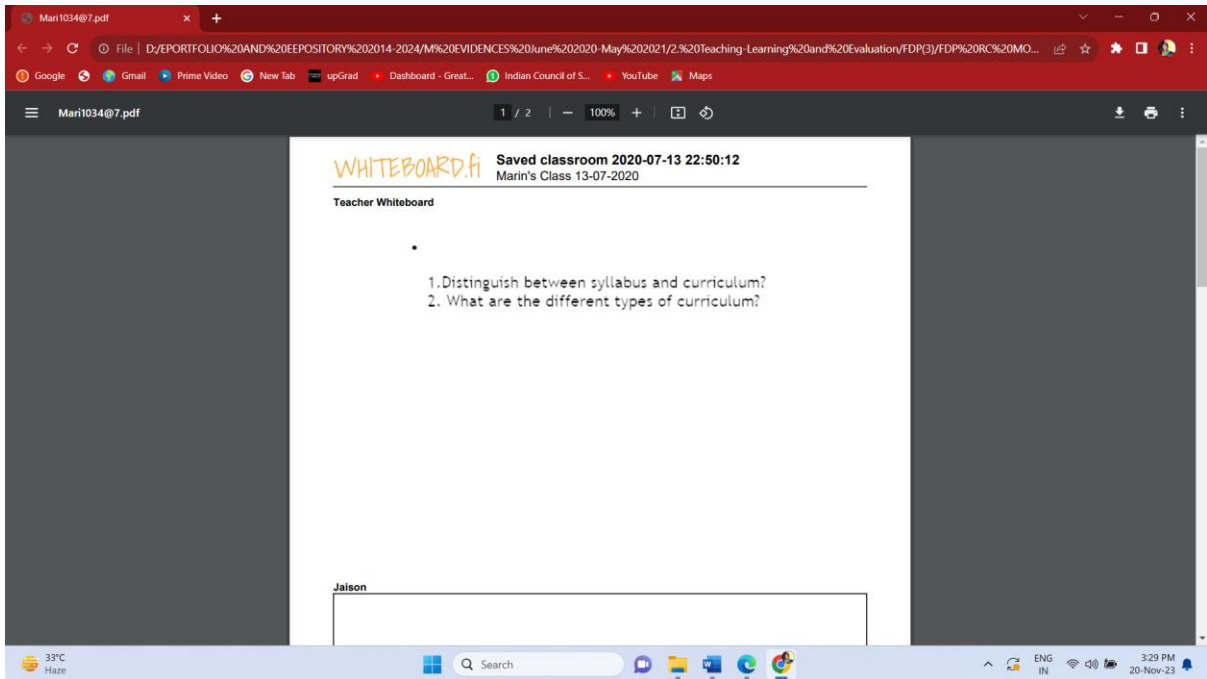 Mari1034@7.pdf
File | D:/EPORTFOLIO%20AND%20EEPOSITORY%202014-2024/M%20EVIDENCES%20June%202020-May%202021/2.%20Teaching-Learning%20and%20Evaluation/FDP(3)/FDP%20RC%20MO...
Google Gmail Prime Video New Tab upGrad Dashboard - Great... Indian Council of S... YouTube Maps
Mari1034@7.pdf 1 / 2 | − 100% +
WHITEBOARD.fi Saved classroom 2020-07-13 22:50:12
Marin's Class 13-07-2020
Teacher Whiteboard
1.Distinguish between syllabus and curriculum?
2. What are the different types of curriculum?
Jaison
33°C
Haze
Search
ENG
IN
3:29 PM
20-Nov-23